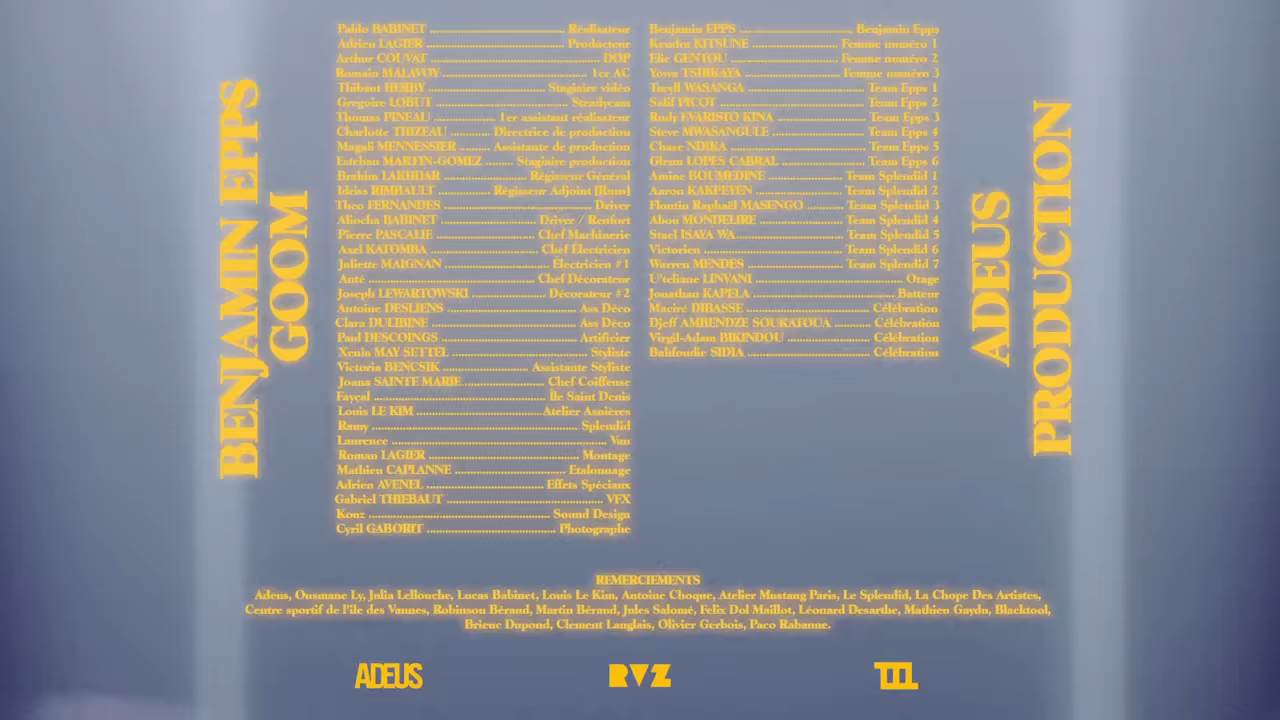 BENJAMIN EPPS
GOOM
Pablo BABINET ........ Réalisateur
Adrien LAGIER ........ Producteur
Arthur COUVAT ........ DOP
Romain MALAVOY ........ 1er AC
Thibaut HERBY ........ Stagiaire vidéo
Gregoire LOBUT ........ Steadycam
Thomas PINEAU ........ 1er assistant réalisateur
Charlotte THIZEAU ........ Directrice de production
Magali MENNESSIER ........ Assistante de production
Esteban MARTIN-GOMEZ ........ Stagiaire production
Brahim LAKHDAR ........ Régisseur Général
Idriss RIMBAULT ........ Régisseur Adjoint [Rum]
Theo FERNANDES ........ Driver
Aliocha BABINET ........ Driver / Renfort
Pierre PASCALIE ........ Chef Machinerie
Axel KATOMBA ........ Chef Électricien
Juliette MAIGNAN ........ Électricien #1
Anté ........ Chef Décorateur
Joseph LEWARTOWSKI ........ Décorateur #2
Antoine DESLIENS ........ Ass Déco
Clara DULIBINE ........ Ass Déco
Paul DESCOINGS ........ Artificier
Xenia MAY SETTEL ........ Styliste
Victoria BENCSIK ........ Assistante Styliste
Joana SAINTE MARIE ........ Chef Coiffeuse
Fayçal ........ Île Saint Denis
Louis LE KIM ........ Atelier Asnières
Ramy ........ Splendid
Laurence ........ Van
Roman LAGIER ........ Montage
Mathieu CAPLANNE ........ Etalonnage
Adrien AVENEL ........ Effets Spéciaux
Gabriel THIEBAUT ........ VFX
Kouz ........ Sound Design
Cyril GABORIT ........ Photographe
Benjamin EPPS ........ Benjamin Epps
Kendra KITSUNE ........ Femme numéro 1
Elie GENTOU ........ Femme numéro 2
Yowa TSHIKAYA ........ Femme numéro 3
Turyll WASANGA ........ Team Epps 1
Salif PICOT ........ Team Epps 2
Rudy EVARISTO KINA ........ Team Epps 3
Steve MWASANGULE ........ Team Epps 4
Chase NDIKA ........ Team Epps 5
Glenn LOPES CABRAL ........ Team Epps 6
Amine BOUMEDINE ........ Team Splendid 1
Aaron KAKPEYEN ........ Team Splendid 2
Flontin Raphaël MASENGO ........ Team Splendid 3
Abou MONDELIRE ........ Team Splendid 4
Stael ISAYA WA ........ Team Splendid 5
Victorien ........ Team Splendid 6
Warren MENDES ........ Team Splendid 7
U'teliane LINVANI ........ Otage
Jonathan KAPELA ........ Batteur
Maciré DIBASSE ........ Célébration
Djeff AMBENDZE SOUKATOUA ........ Célébration
Virgil-Adam BIKINDOU ........ Célébration
Bahfoudir SIDIA ........ Célébration
ADEUS
PRODUCTION
REMERCIEMENTS
Adeus, Ousmane Ly, Julia Lellouche, Lucas Babinet, Louis Le Kim, Antoine Choque, Atelier Mustang Paris, Le Splendid, La Chope Des Artistes,
Centre sportif de l'île des Vannes, Robinson Béraud, Martin Béraud, Jules Salomé, Felix Dol Maillot, Léonard Desarthe, Mathieu Gaydu, Blacktool,
Brieuc Dupond, Clement Langlais, Olivier Gerbois, Paco Rabanne.
ADEUS
RVZ